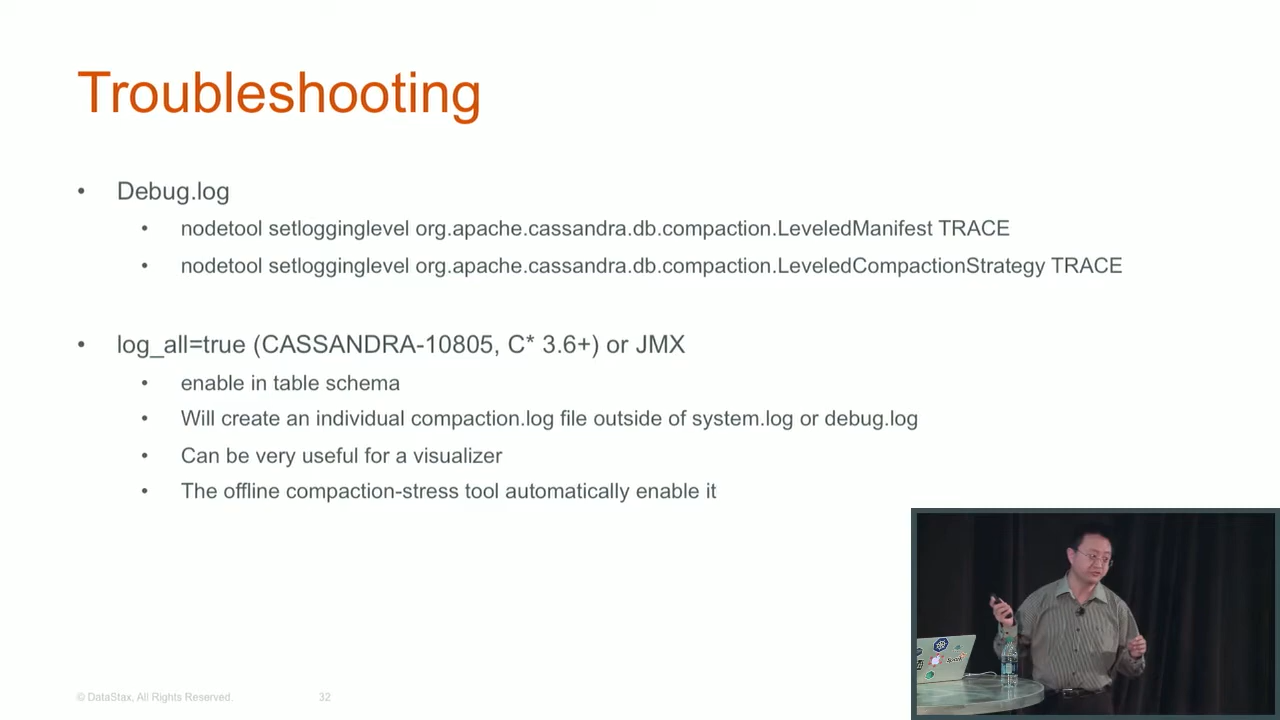 Troubleshooting
• Debug.log
• nodetool setlogginglevel org.apache.cassandra.db.compaction.LeveledManifest TRACE
• nodetool setlogginglevel org.apache.cassandra.db.compaction.LeveledCompactionStrategy TRACE
• log_all=true (CASSANDRA-10805, C* 3.6+) or JMX
• enable in table schema
• Will create an individual compaction.log file outside of system.log or debug.log
• Can be very useful for a visualizer
• The offline compaction-stress tool automatically enable it
Spark
© DataStax, All Rights Reserved. 32